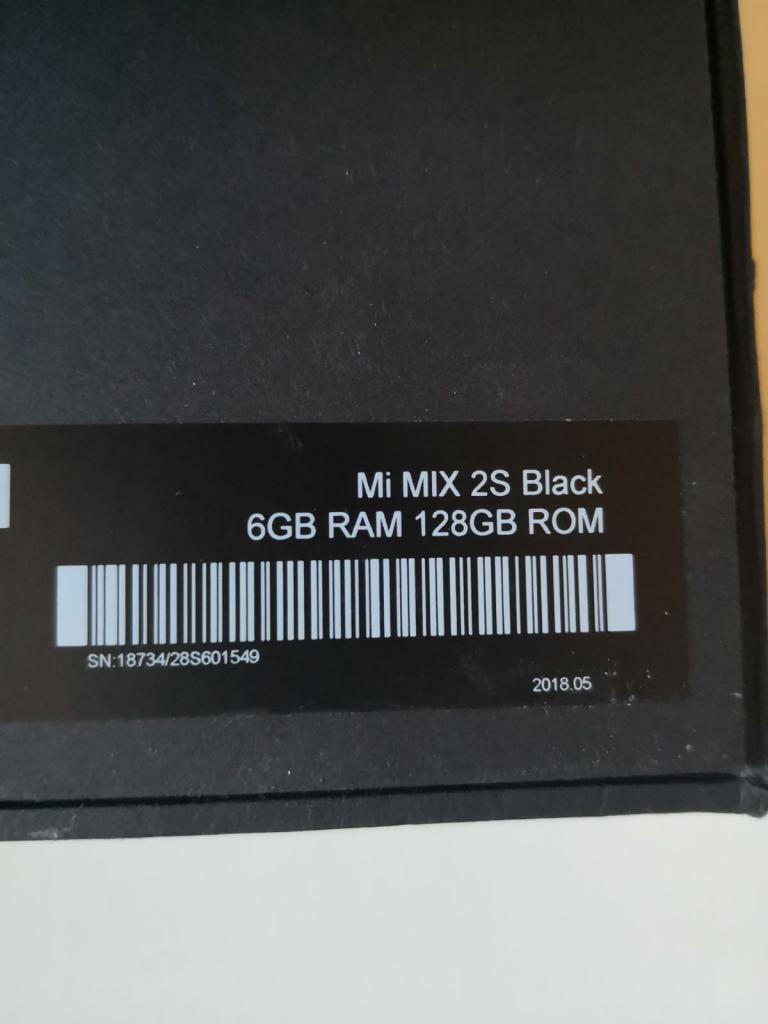 Mi MIX 2S Black
6GB RAM 128GB ROM
SN:18734/28S601549
2018.05